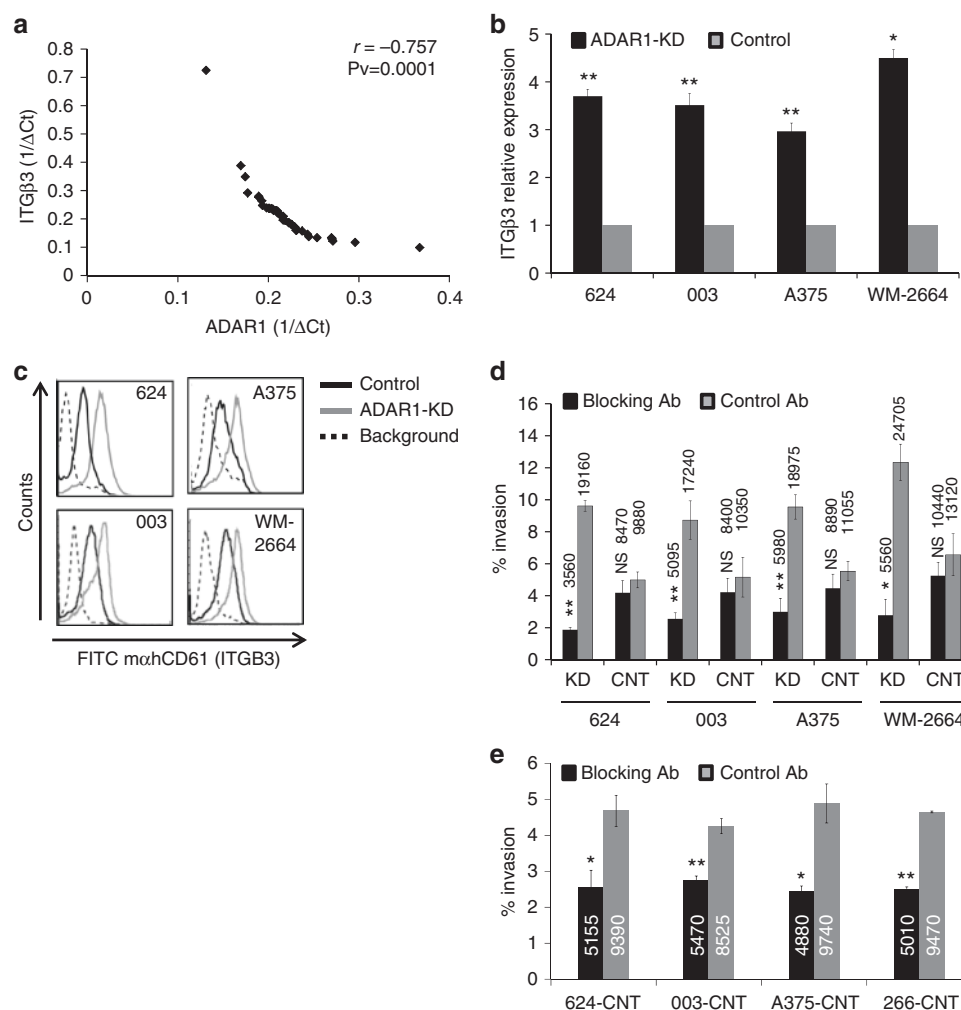 a
r = –0.757
Pv=0.0001
ITGβ3 (1/ΔCt)
0.8
0.7
0.6
0.5
0.4
0.3
0.2
0.1
0
0 0.1 0.2 0.3 0.4
ADAR1 (1/ΔCt)
b
ADAR1-KD Control
ITGβ3 relative expression
5
4
3
2
1
0
** ** ** *
624 003 A375 WM-2664
c
624 A375
003 WM-
2664
Control
ADAR1-KD
Background
Counts
FITC mαhCD61 (ITGB3)
d
Blocking Ab Control Ab
% invasion
16
14
12
10
8
6
4
2
0
** 3560
19160
NS 8470
9880
** 5095
17240
NS 8400
10350
** 5980
18975
NS 8890
11055
* 5560
24705
NS 10440
13120
KD CNT KD CNT KD CNT KD CNT
624 003 A375 WM-2664
e
Blocking Ab Control Ab
% invasion
6
5
4
3
2
1
0
* ** * **
5155
9390
5470
8525
4880
9740
5010
9470
624-CNT 003-CNT A375-CNT 266-CNT